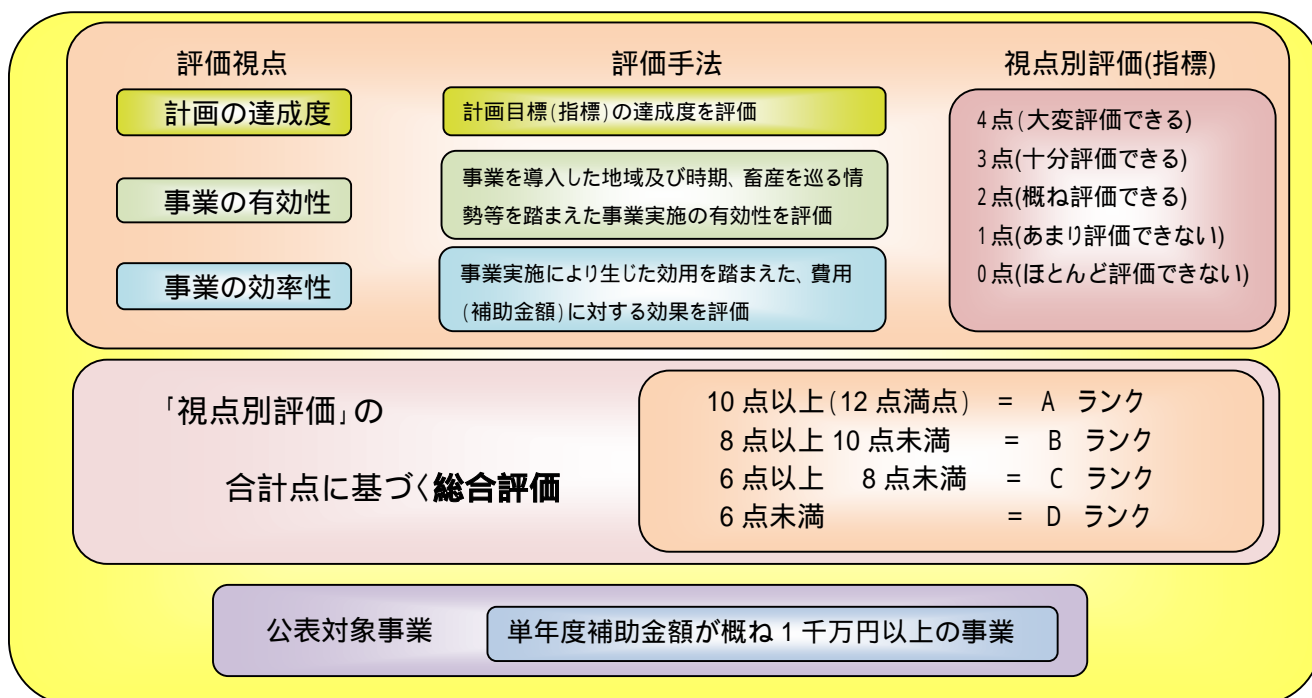 評価視点 評価手法 視点別評価(指標)
計画の達成度
計画目標(指標)の達成度を評価
事業の有効性
事業を導入した地域及び時期、畜産を巡る情
勢等を踏まえた事業実施の有効性を評価
事業の効率性
事業実施により生じた効用を踏まえた、費用
(補助金額)に対する効果を評価
4点(大変評価できる)
3点(十分評価できる)
2点(概ね評価できる)
1点(あまり評価できない)
0点(ほとんど評価できない)
「視点別評価」の
合計点に基づく総合評価
10点以上(12点満点) = A ランク
8点以上10点未満 = B ランク
6点以上 8点未満 = C ランク
6点未満 = D ランク
公表対象事業 単年度補助金額が概ね1千万円以上の事業